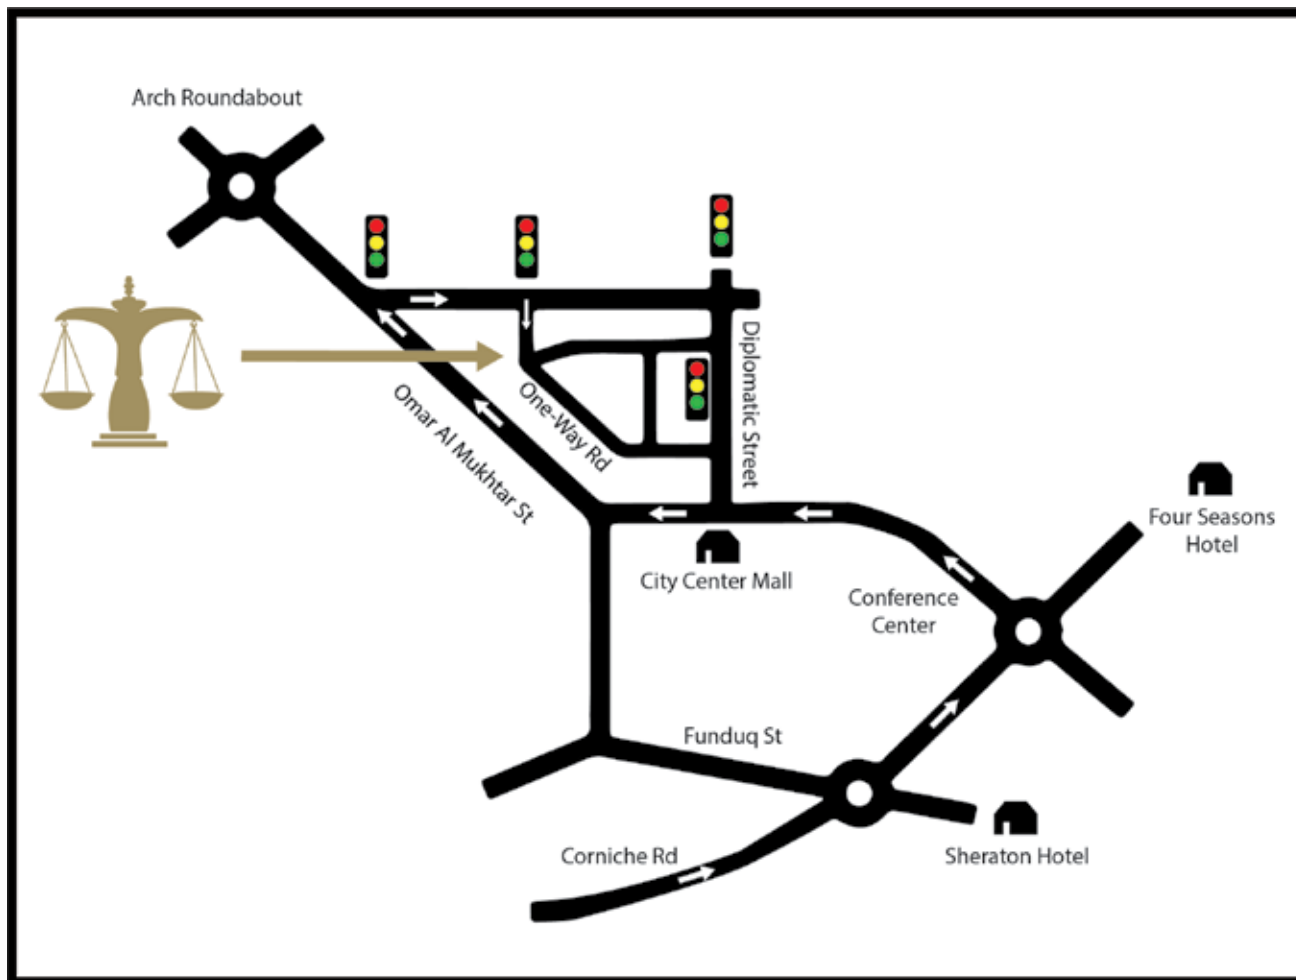 Arch Roundabout
Diplomatic Street
One-Way Rd
Omar Al Mukhtar St
Four Seasons
Hotel
City Center Mall
Conference
Center
Funduq St
Corniche Rd
Sheraton Hotel